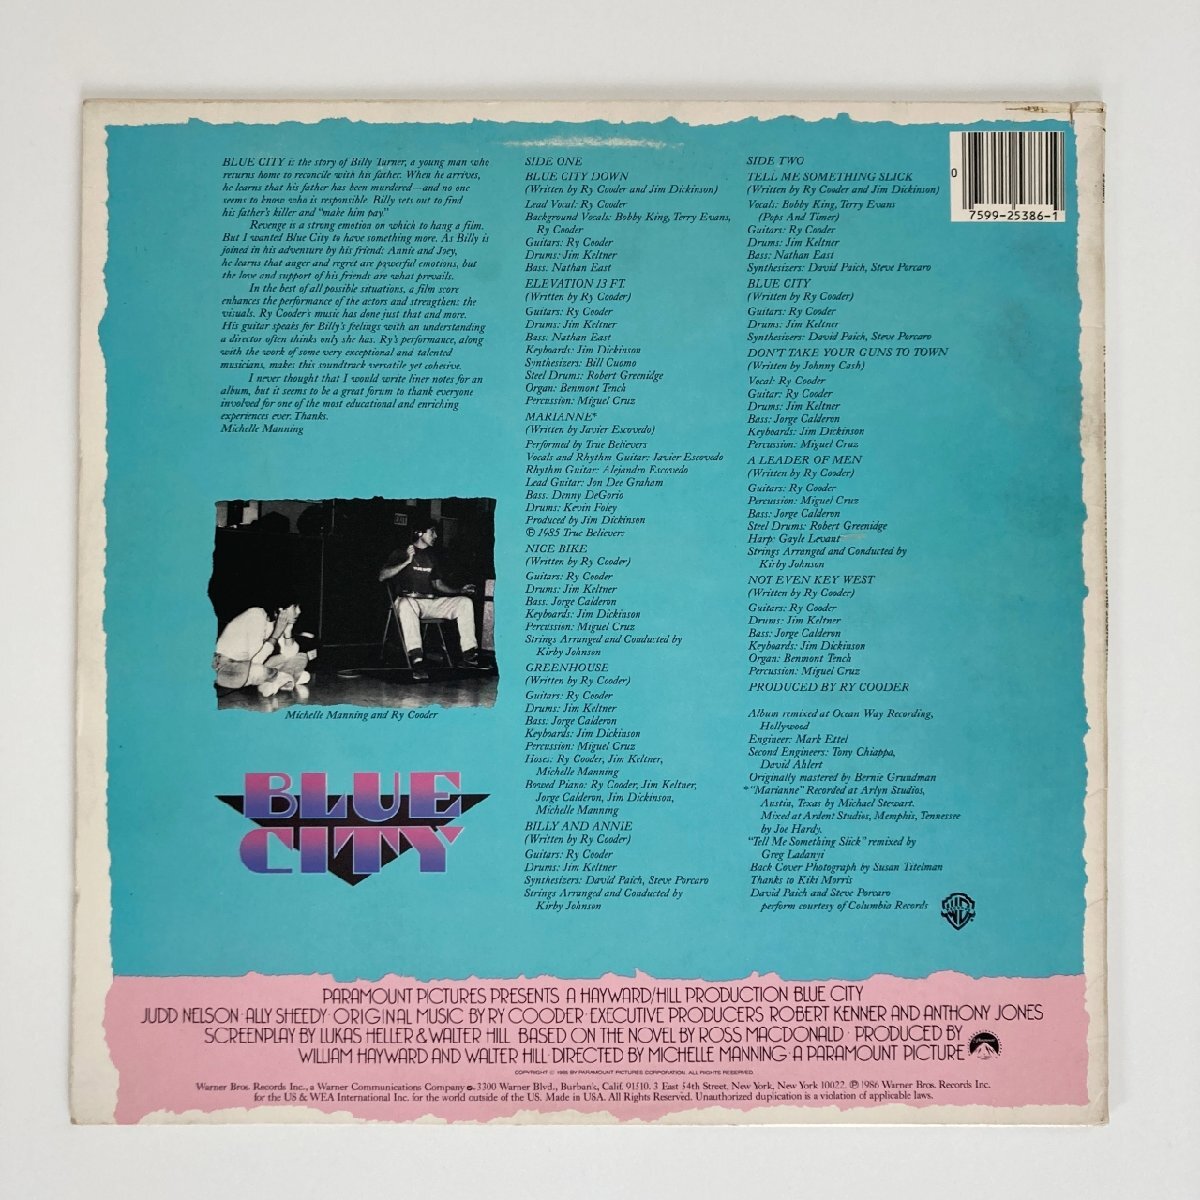 BLUE CITY is the story of Billy Turner, a young man who
returns home to reconcile with his father. When he arrives,
he learns that his father has been murdered—and no one
seems to know who is responsible. Billy sets out to find
his father's killer and "make him pay."
Revenge is a strong emotion on which to hang a film.
But I wanted Blue City to have something more. As Billy is
joined in his adventure by his friends Annie and Joey,
he learns that anger and regret are powerful emotions, but
the love and support of his friends are what prevails.
In the best of all possible situations, a film score
enhances the performance of the actors and strengthens the
visuals. Ry Cooder's music has done just that and more.
His guitar speaks for Billy's feelings with an understanding
a director often thinks only she has. Ry's performance, along
with the work of some very exceptional and talented
musicians, makes this soundtrack versatile yet cohesive.
I never thought that I would write liner notes for an
album, but it seems to be a great forum to thank everyone
involved for one of the most educational and enriching
experiences ever. Thanks.
Michelle Manning
Michelle Manning and Ry Cooder
BLUE
CITY
SIDE ONE
BLUE CITY DOWN
(Written by Ry Cooder and Jim Dickinson)
Lead Vocal: Ry Cooder
Background Vocals: Bobby King, Terry Evans,
Ry Cooder
Guitars: Ry Cooder
Drums: Jim Keltner
Bass: Nathan East
ELEVATION 13 FT.
(Written by Ry Cooder)
Guitars: Ry Cooder
Drums: Jim Keltner
Bass: Nathan East
Keyboards: Jim Dickinson
Synthesizers: Bill Cuomo
Steel Drums: Robert Greenidge
Organ: Benmont Tench
Percussion: Miguel Cruz
MARIANNE*
(Written by Javier Escovedo)
Performed by True Believers
Vocals and Rhythm Guitar: Javier Escovedo
Rhythm Guitar: Alejandro Escovedo
Lead Guitar: Jon Dee Graham
Bass: Denny DeGorio
Drums: Kevin Foley
Produced by Jim Dickinson
℗ 1985 True Believers
NICE BIKE
(Written by Ry Cooder)
Guitars: Ry Cooder
Drums: Jim Keltner
Bass: Jorge Calderon
Keyboards: Jim Dickinson
Percussion: Miguel Cruz
Strings Arranged and Conducted by
Kirby Johnson
GREENHOUSE
(Written by Ry Cooder)
Guitars: Ry Cooder
Drums: Jim Keltner
Bass: Jorge Calderon
Keyboards: Jim Dickinson
Percussion: Miguel Cruz
Hoses: Ry Cooder, Jim Keltner,
Michelle Manning
Bowed Piano: Ry Cooder, Jim Keltner,
Jorge Calderon, Jim Dickinson,
Michelle Manning
BILLY AND ANNIE
(Written by Ry Cooder)
Guitars: Ry Cooder
Drums: Jim Keltner
Synthesizers: David Paich, Steve Porcaro
Strings Arranged and Conducted by
Kirby Johnson
SIDE TWO
TELL ME SOMETHING SLICK
(Written by Ry Cooder and Jim Dickinson)
Vocals: Bobby King, Terry Evans
(Pops And Timer)
Guitars: Ry Cooder
Drums: Jim Keltner
Bass: Nathan East
Synthesizers: David Paich, Steve Porcaro
BLUE CITY
(Written by Ry Cooder)
Guitars: Ry Cooder
Drums: Jim Keltner
Synthesizers: David Paich, Steve Porcaro
DON'T TAKE YOUR GUNS TO TOWN
(Written by Johnny Cash)
Vocal: Ry Cooder
Guitar: Ry Cooder
Drums: Jim Keltner
Bass: Jorge Calderon
Keyboards: Jim Dickinson
Percussion: Miguel Cruz
A LEADER OF MEN
(Written by Ry Cooder)
Guitars: Ry Cooder
Percussion: Miguel Cruz
Bass: Jorge Calderon
Steel Drums: Robert Greenidge
Harp: Gayle Levant
Strings Arranged and Conducted by
Kirby Johnson
NOT EVEN KEY WEST
(Written by Ry Cooder)
Guitars: Ry Cooder
Drums: Jim Keltner
Bass: Jorge Calderon
Keyboards: Jim Dickinson
Organ: Benmont Tench
Percussion: Miguel Cruz
PRODUCED BY RY COODER
Album remixed at Ocean Way Recording,
Hollywood
Engineer: Mark Ettel
Second Engineers: Tony Chiappa,
David Ahlert
Originally mastered by Bernie Grundman
*"Marianne" Recorded at Arlyn Studios,
Austin, Texas by Michael Stewart.
Mixed at Ardent Studios, Memphis, Tennessee
by Joe Hardy.
"Tell Me Something Slick" remixed by
Greg Ladanyi
Back Cover Photograph by Susan Titelman
Thanks to Kiki Morris
David Paich and Steve Porcaro
perform courtesy of Columbia Records
0
7599-25386-1
PARAMOUNT PICTURES PRESENTS A HAYWARD/HILL PRODUCTION BLUE CITY
JUDD NELSON · ALLY SHEEDY · ORIGINAL MUSIC BY RY COODER · EXECUTIVE PRODUCERS ROBERT KENNER AND ANTHONY JONES
SCREENPLAY BY LUKAS HELLER & WALTER HILL BASED ON THE NOVEL BY ROSS MACDONALD · PRODUCED BY
WILLIAM HAYWARD AND WALTER HILL · DIRECTED BY MICHELLE MANNING · A PARAMOUNT PICTURE
Paramount
COPYRIGHT © 1986 BY PARAMOUNT PICTURES CORPORATION. ALL RIGHTS RESERVED.
Warner Bros. Records Inc., a Warner Communications Company, 3300 Warner Blvd., Burbank, Calif. 91510. 3 East 54th Street, New York, New York 10022. ℗ 1986 Warner Bros. Records Inc.
for the US & WEA International Inc. for the world outside of the US. Made in USA. All Rights Reserved. Unauthorized duplication is a violation of applicable laws.